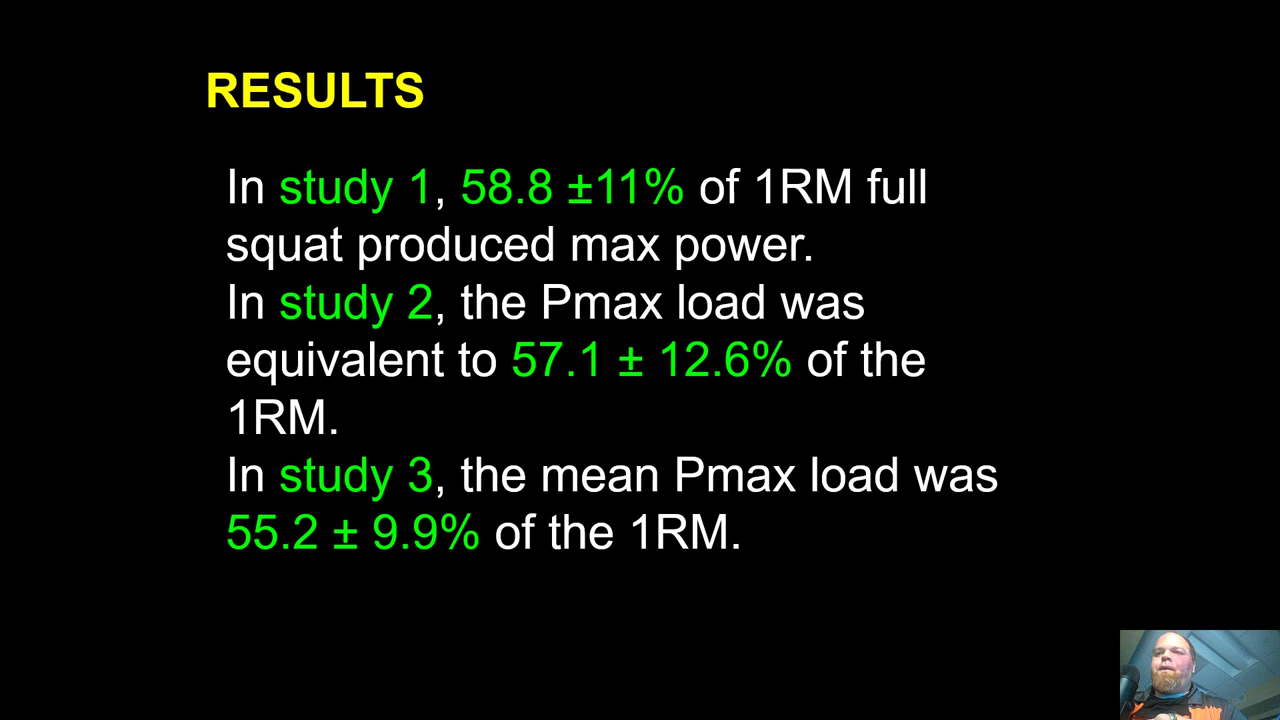 RESULTS
In study 1, 58.8 ±11% of 1RM full
squat produced max power.
In study 2, the Pmax load was
equivalent to 57.1 ± 12.6% of the
1RM.
In study 3, the mean Pmax load was
55.2 ± 9.9% of the 1RM.